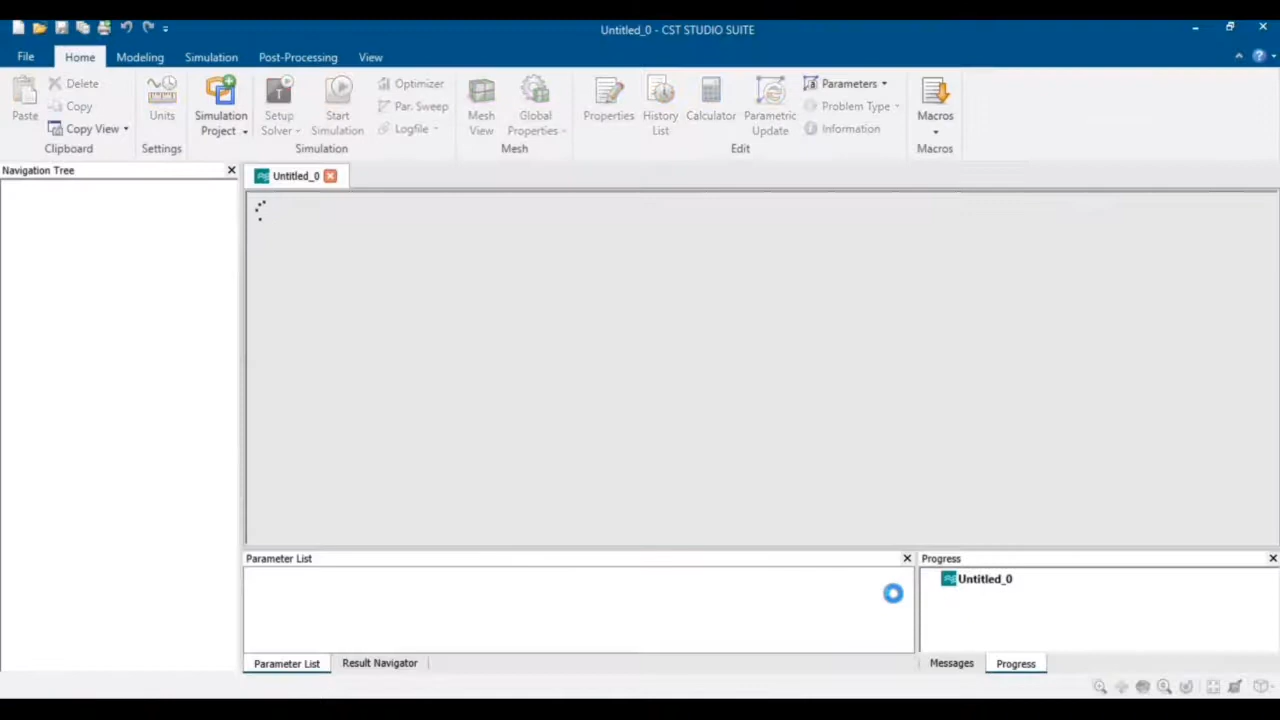 Untitled_0 - CST STUDIO SUITE
File Home Modeling Simulation Post-Processing View
Paste
Delete
Copy
Copy View
Clipboard
Units
Settings
Simulation
Project
Setup
Solver
Start
Simulation
Optimizer
Par. Sweep
Logfile
Simulation
Mesh
View
Global
Properties
Mesh
Properties
History
List
Calculator
Parametric
Update
Parameters
Problem Type
Information
Edit
Macros
Macros
Navigation Tree
Untitled_0
Parameter List
Progress
Untitled_0
Parameter List Result Navigator
Messages Progress